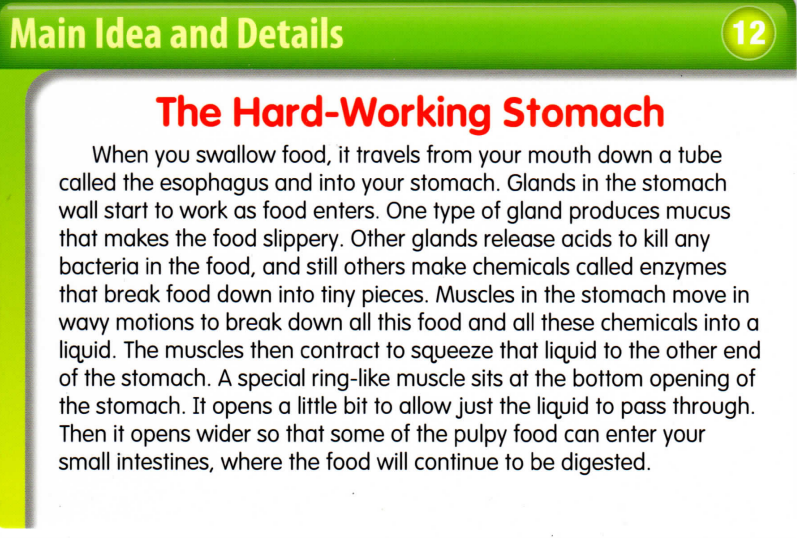 Main Idea and Details
12
The Hard-Working Stomach
When you swallow food, it travels from your mouth down a tube
called the esophagus and into your stomach. Glands in the stomach
wall start to work as food enters. One type of gland produces mucus
that makes the food slippery. Other glands release acids to kill any
bacteria in the food, and still others make chemicals called enzymes
that break food down into tiny pieces. Muscles in the stomach move in
wavy motions to break down all this food and all these chemicals into a
liquid. The muscles then contract to squeeze that liquid to the other end
of the stomach. A special ring-like muscle sits at the bottom opening of
the stomach. It opens a little bit to allow just the liquid to pass through.
Then it opens wider so that some of the pulpy food can enter your
small intestines, where the food will continue to be digested.